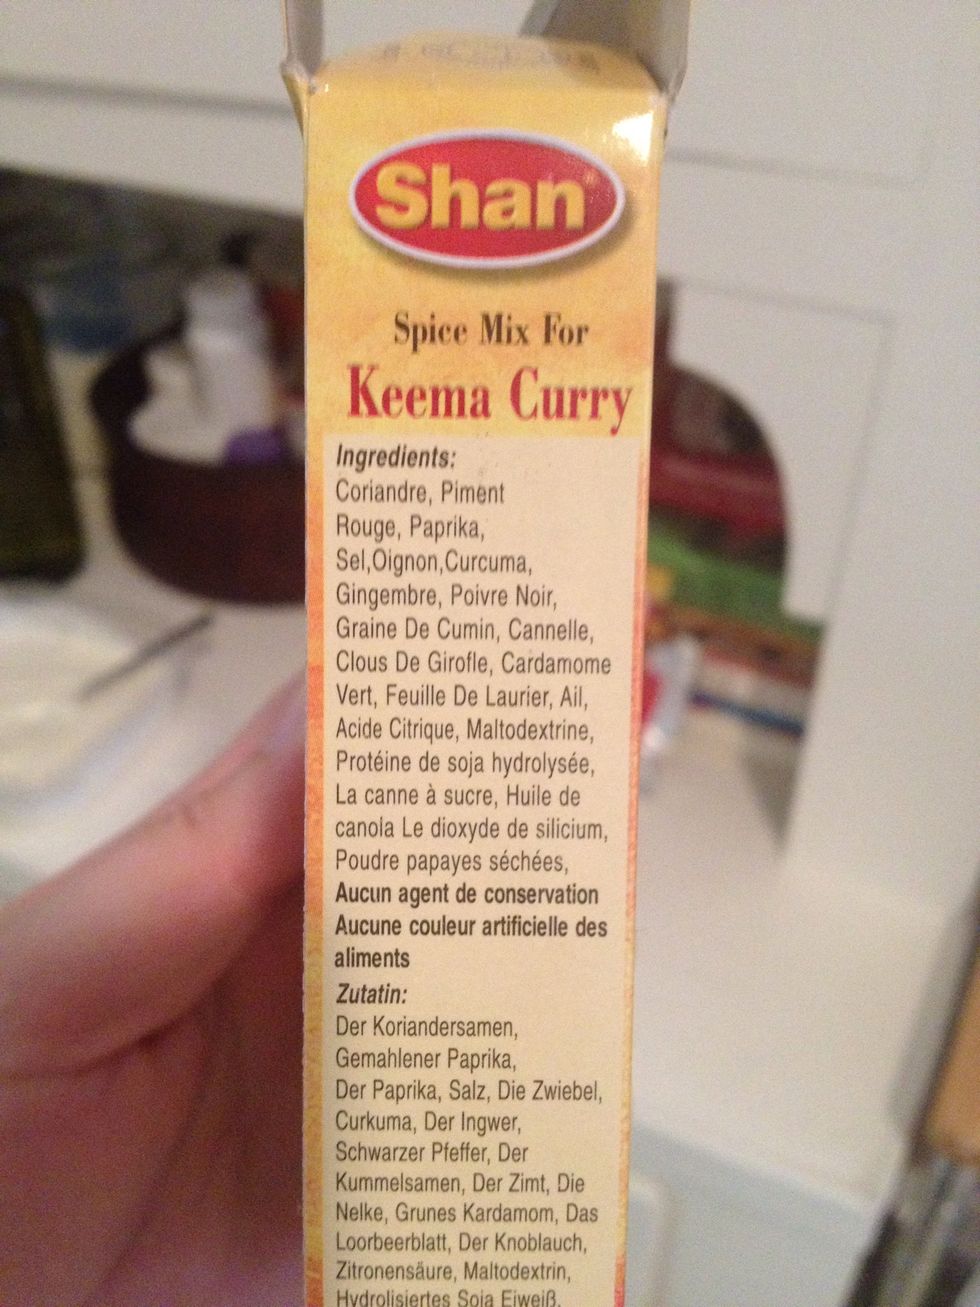 Shan
Spice Mix For
Keema Curry
Ingredients:
Coriandre, Piment
Rouge, Paprika,
Sel,Oignon,Curcuma,
Gingembre, Poivre Noir,
Graine De Cumin, Cannelle,
Clous De Girofle, Cardamome
Vert, Feuille De Laurier, Ail,
Acide Citrique, Maltodextrine,
Protéine de soja hydrolysée,
La canne à sucre, Huile de
canola Le dioxyde de silicium,
Poudre papayes séchées,
Aucun agent de conservation
Aucune couleur artificielle des
aliments
Zutatin:
Der Koriandersamen,
Gemahlener Paprika,
Der Paprika, Salz, Die Zwiebel,
Curkuma, Der Ingwer,
Schwarzer Pfeffer, Der
Kummelsamen, Der Zimt, Die
Nelke, Grunes Kardamom, Das
Loorbeerblatt, Der Knoblauch,
Zitronensäure, Maltodextrin,
Hydrolisiertes Soja Eiweiß,